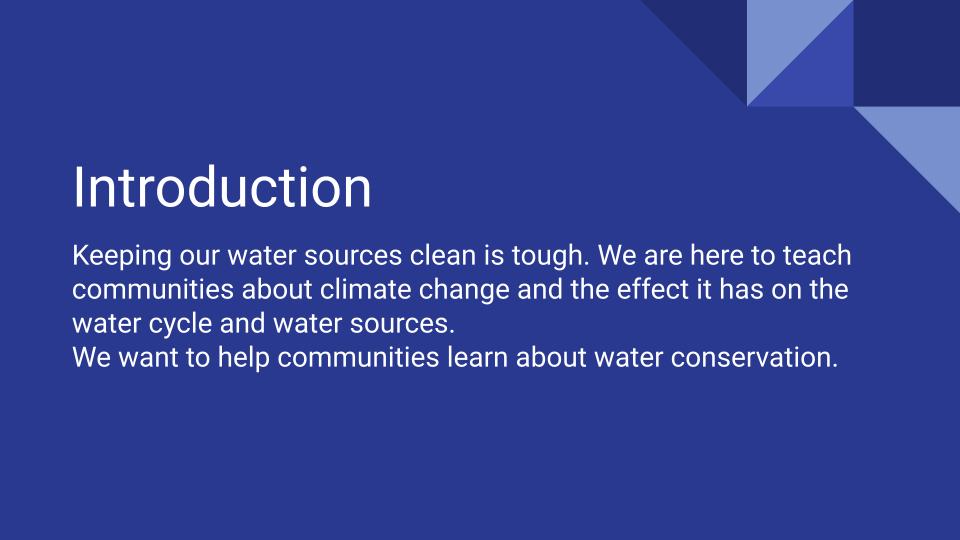 Introduction
Keeping our water sources clean is tough. We are here to teach
communities about climate change and the effect it has on the
water cycle and water sources.
We want to help communities learn about water conservation.